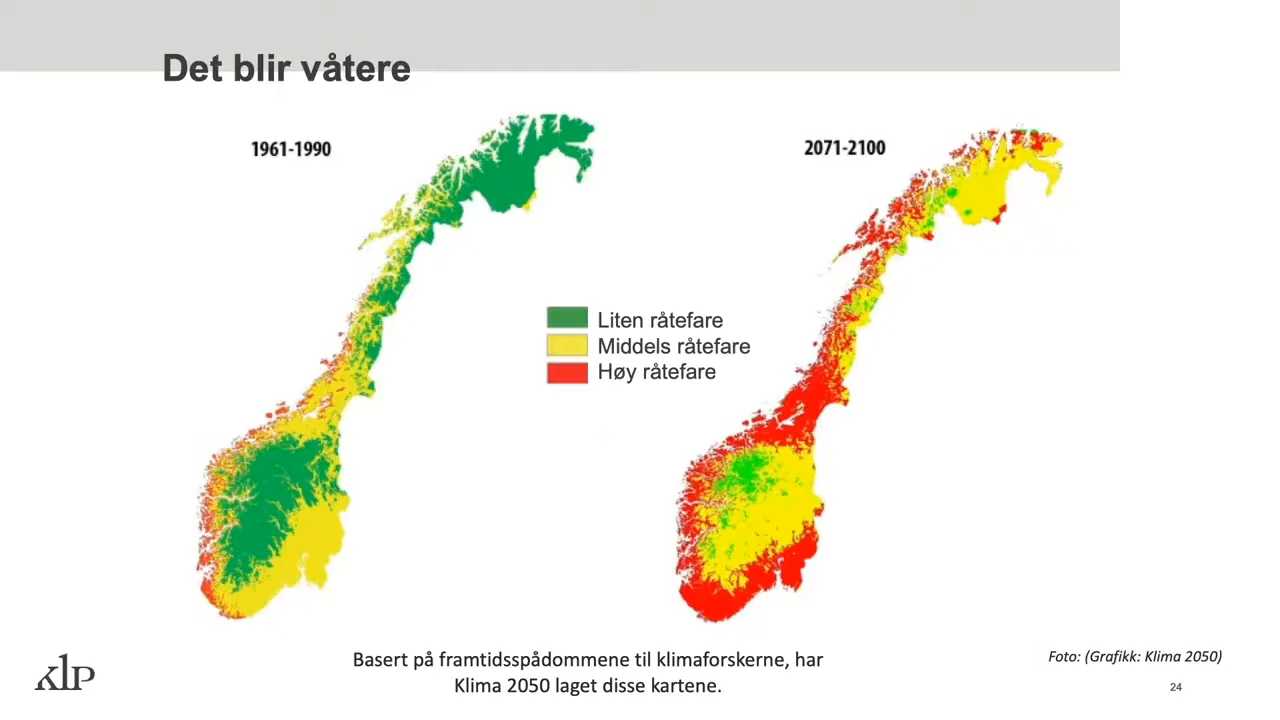 Det blir våtere
1961-1990
2071-2100
Liten råtefare
Middels råtefare
Høy råtefare
Basert på framtidsspådommene til klimaforskerne, har
Klima 2050 laget disse kartene.
Foto: (Grafikk: Klima 2050)
KLP
24